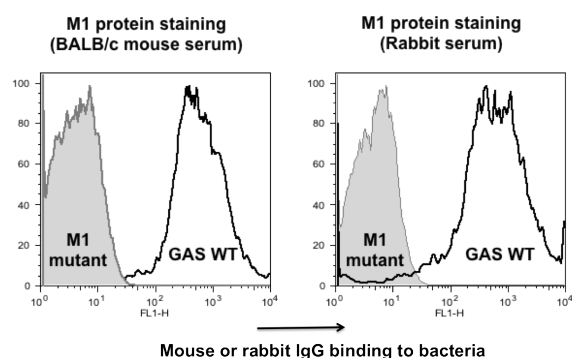 M1 protein staining
(BALB/c mouse serum)
100
80
60
40
20
0
M1
mutant
GAS WT
10⁰
10¹
10²
10³
10⁴
FL1-H
M1 protein staining
(Rabbit serum)
100
80
60
40
20
0
M1
mutant
GAS WT
10⁰
10¹
10²
10³
10⁴
FL1-H
Mouse or rabbit IgG binding to bacteria